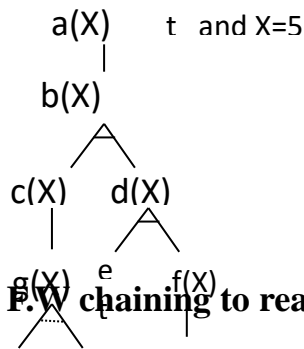 a(X) t and X=5
b(X)
c(X) d(X)
g(X) e f(X)
F.W chaining to rea